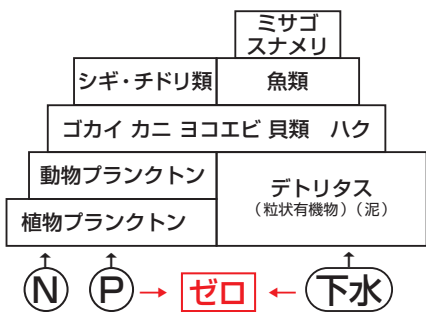 ミサゴ
スナメリ
シギ・チドリ類
魚類
ゴカイ カニ ヨコエビ 貝類 ハク
動物プランクトン
植物プランクトン
デトリタス
（粒状有機物）（泥）
N
P
→
ゼロ
←
下水